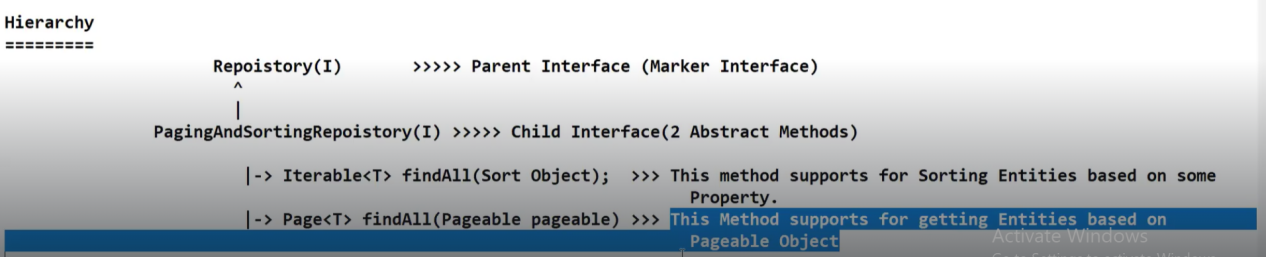 Hierarchy
=========
Repoistory(I) >>>>> Parent Interface (Marker Interface)
^
|
PagingAndSortingRepoistory(I) >>>>> Child Interface(2 Abstract Methods)
|-> Iterable<T> findAll(Sort Object); >>> This method supports for Sorting Entities based on some
Property.
|-> Page<T> findAll(Pageable pageable) >>> This Method supports for getting Entities based on
Pageable Object
Activate Windows